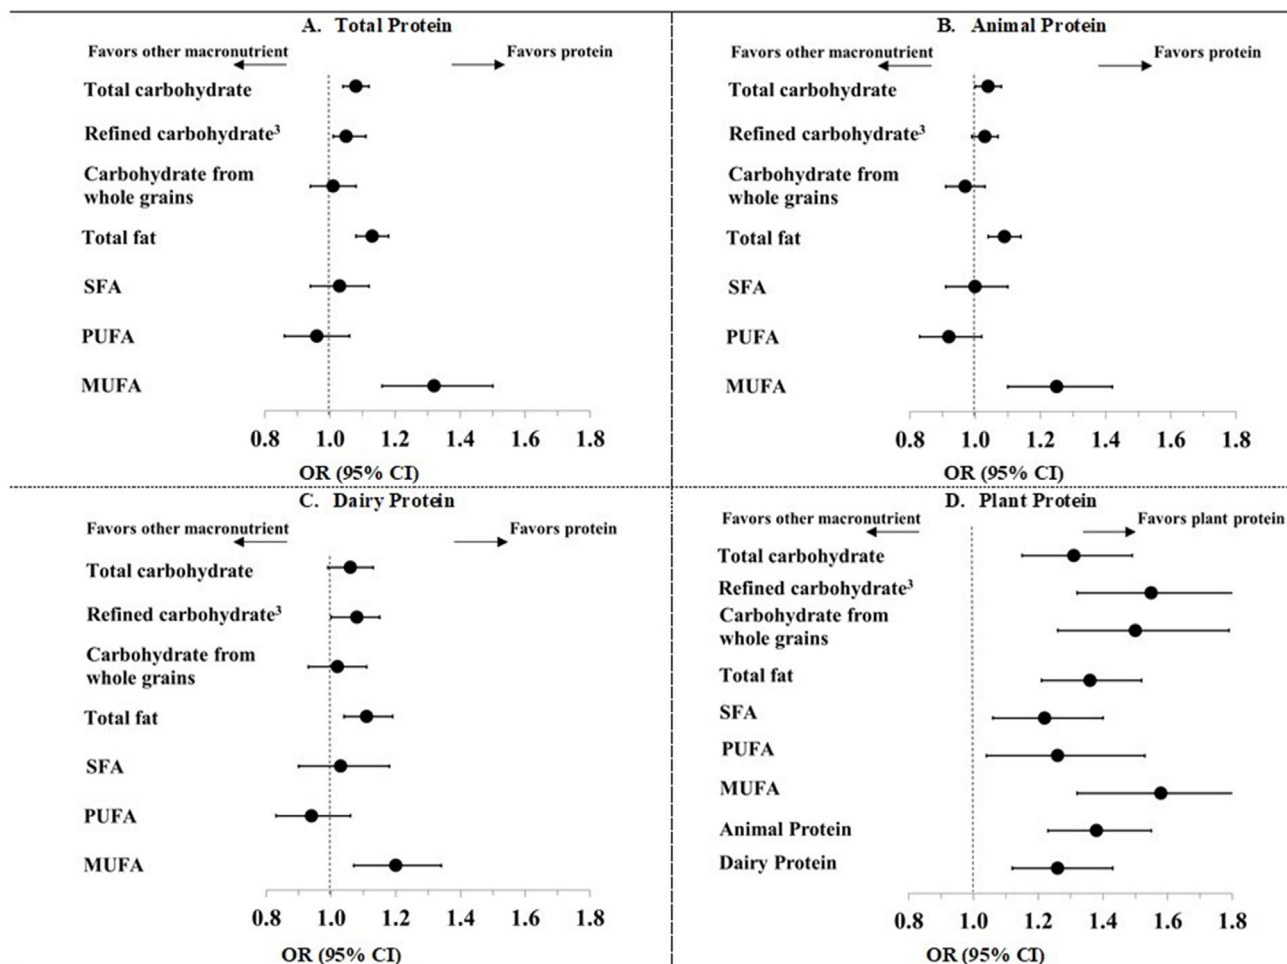 A. Total Protein
Favors other macronutrient Favors protein
Total carbohydrate
Refined carbohydrate³
Carbohydrate from
whole grains
Total fat
SFA
PUFA
MUFA
0.8 1.0 1.2 1.4 1.6 1.8
OR (95% CI)
B. Animal Protein
Favors other macronutrient Favors protein
Total carbohydrate
Refined carbohydrate³
Carbohydrate from
whole grains
Total fat
SFA
PUFA
MUFA
0.8 1.0 1.2 1.4 1.6 1.8
OR (95% CI)
C. Dairy Protein
Favors other macronutrient Favors protein
Total carbohydrate
Refined carbohydrate³
Carbohydrate from
whole grains
Total fat
SFA
PUFA
MUFA
0.8 1.0 1.2 1.4 1.6 1.8
OR (95% CI)
D. Plant Protein
Favors other macronutrient Favors plant protein
Total carbohydrate
Refined carbohydrate³
Carbohydrate from
whole grains
Total fat
SFA
PUFA
MUFA
Animal Protein
Dairy Protein
0.8 1.0 1.2 1.4 1.6 1.8
OR (95% CI)